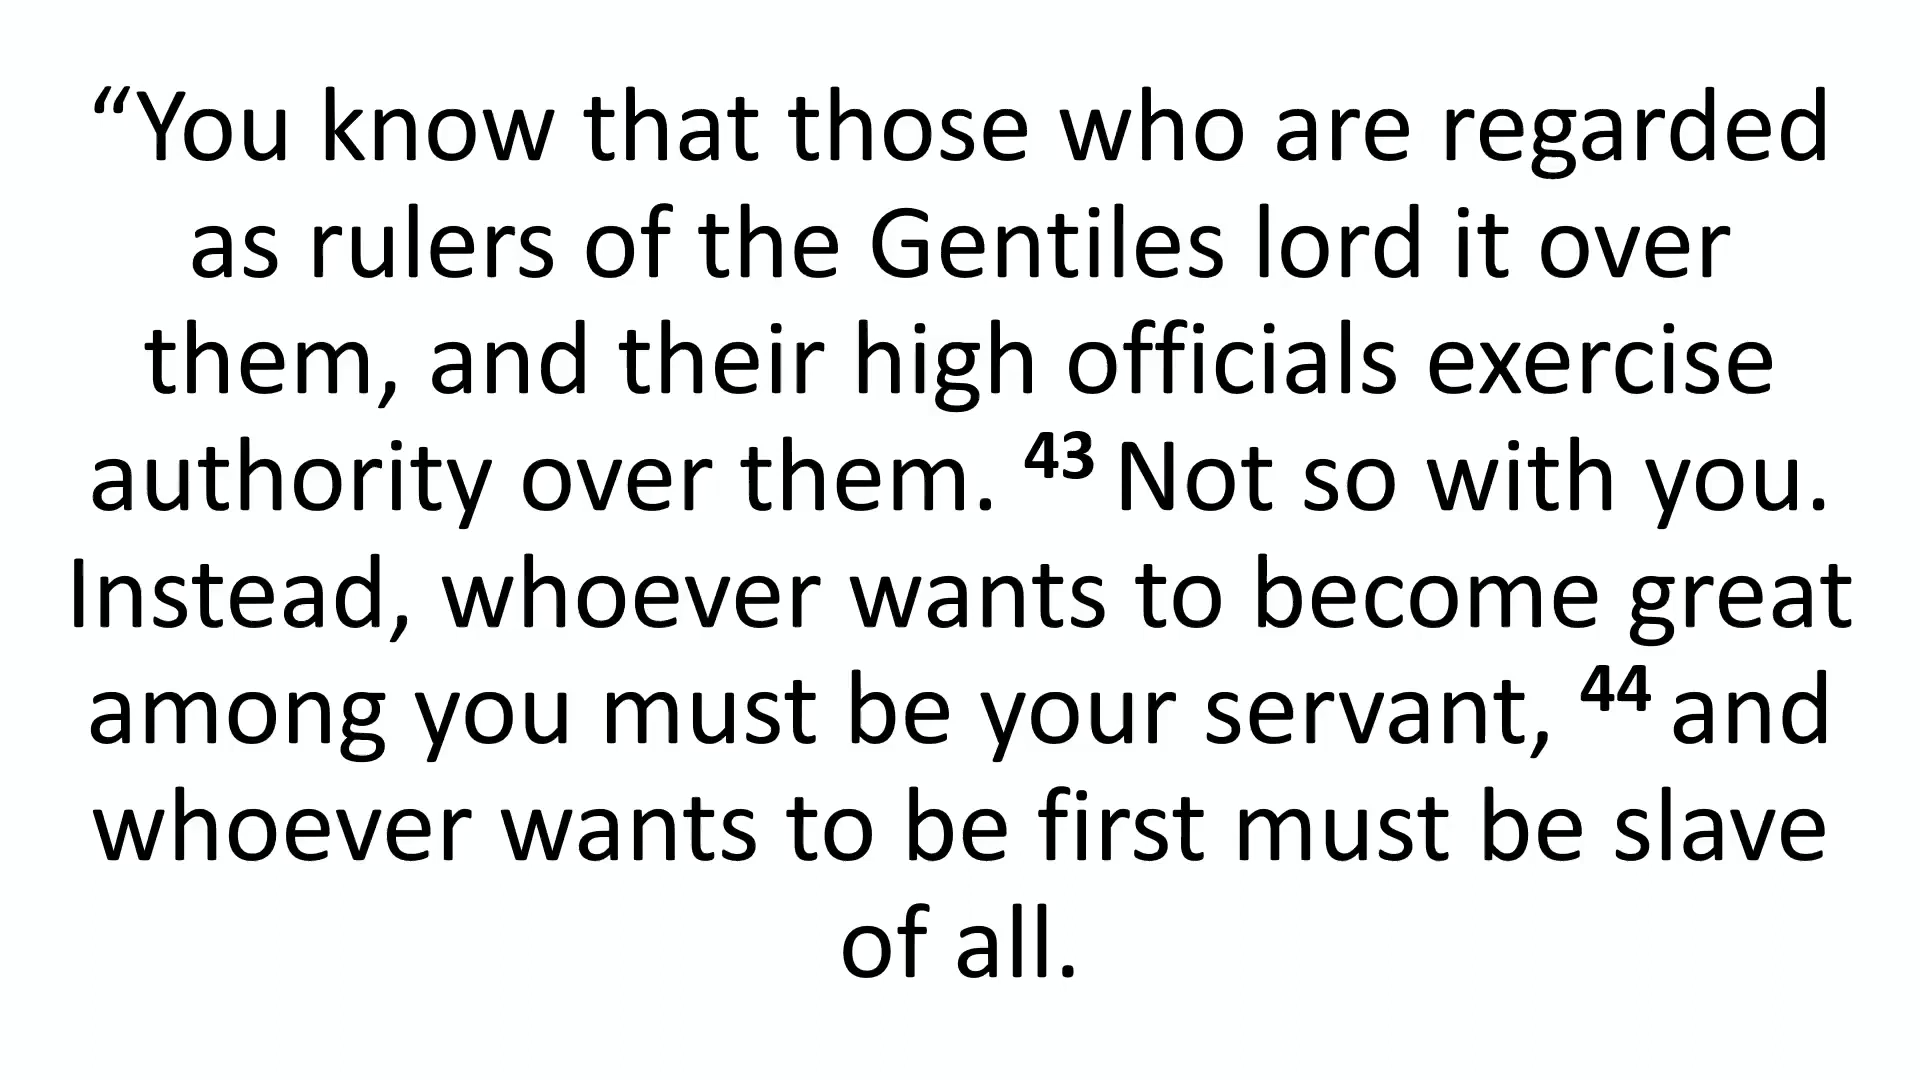 “You know that those who are regarded
as rulers of the Gentiles lord it over
them, and their high officials exercise
authority over them. 43 Not so with you.
Instead, whoever wants to become great
among you must be your servant, 44 and
whoever wants to be first must be slave
of all.